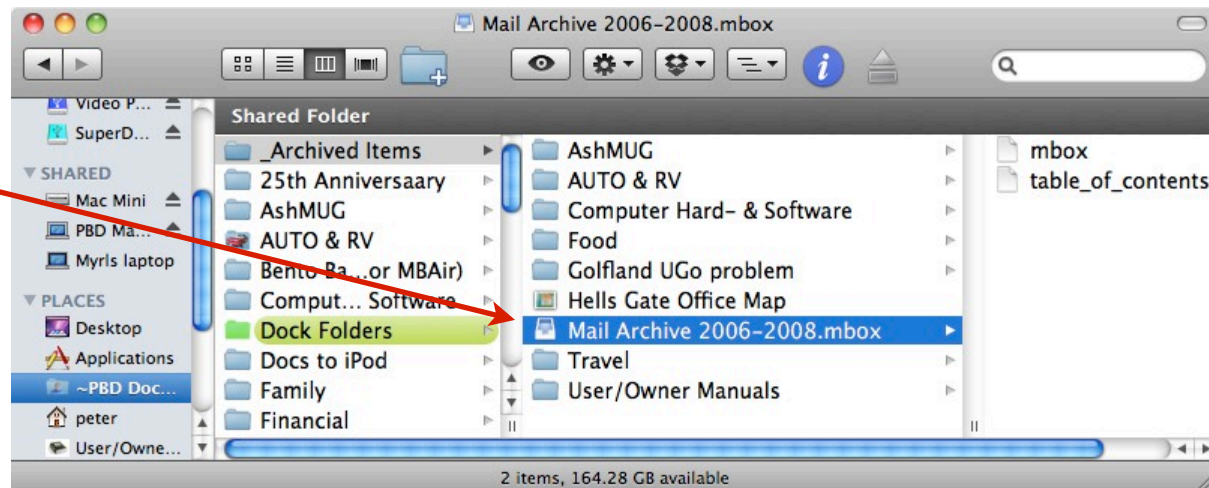 Mail Archive 2006-2008.mbox
Video P...
SuperD...
SHARED
Mac Mini
PBD Ma...
Myrls laptop
PLACES
Desktop
Applications
~PBD Doc...
peter
User/Owne...
Shared Folder
_Archived Items
25th Anniversaary
AshMUG
AUTO & RV
Bento Ba...or MBAir)
Comput... Software
Dock Folders
Docs to iPod
Family
Financial
AshMUG
AUTO & RV
Computer Hard- & Software
Food
Golfland UGo problem
Hells Gate Office Map
Mail Archive 2006-2008.mbox
Travel
User/Owner Manuals
mbox
table_of_contents
2 items, 164.28 GB available